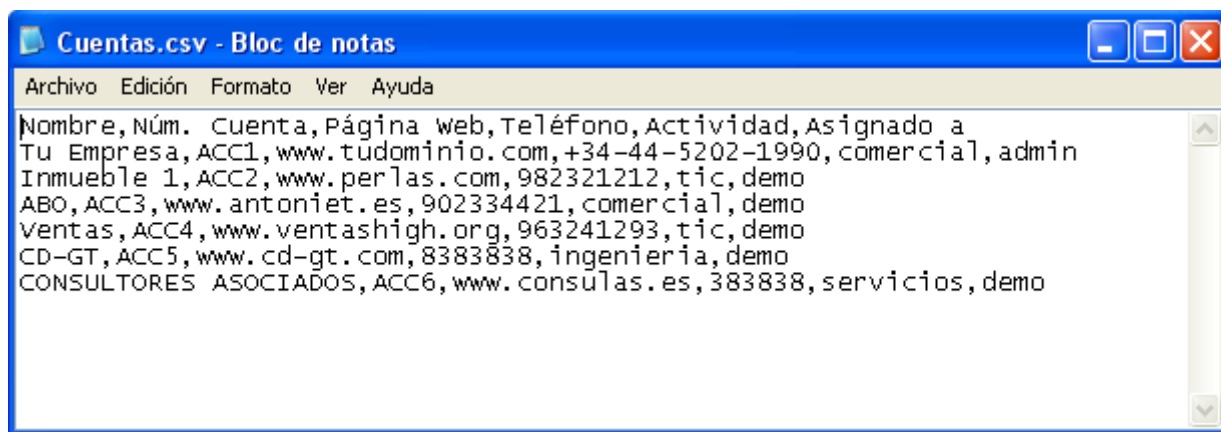 Cuentas.csv - Bloc de notas
Archivo Edición Formato Ver Ayuda
Nombre,Núm. Cuenta,Página Web,Teléfono,Actividad,Asignado a
Tu Empresa,ACC1,www.tudominio.com,+34-44-5202-1990,comercial,admin
Inmueble 1,ACC2,www.perlas.com,982321212,tic,demo
ABO,ACC3,www.antoniet.es,902334421,comercial,demo
Ventas,ACC4,www.ventashigh.org,963241293,tic,demo
CD-GT,ACC5,www.cd-gt.com,8383838,ingenieria,demo
CONSULTORES ASOCIADOS,ACC6,www.consulas.es,383838,servicios,demo